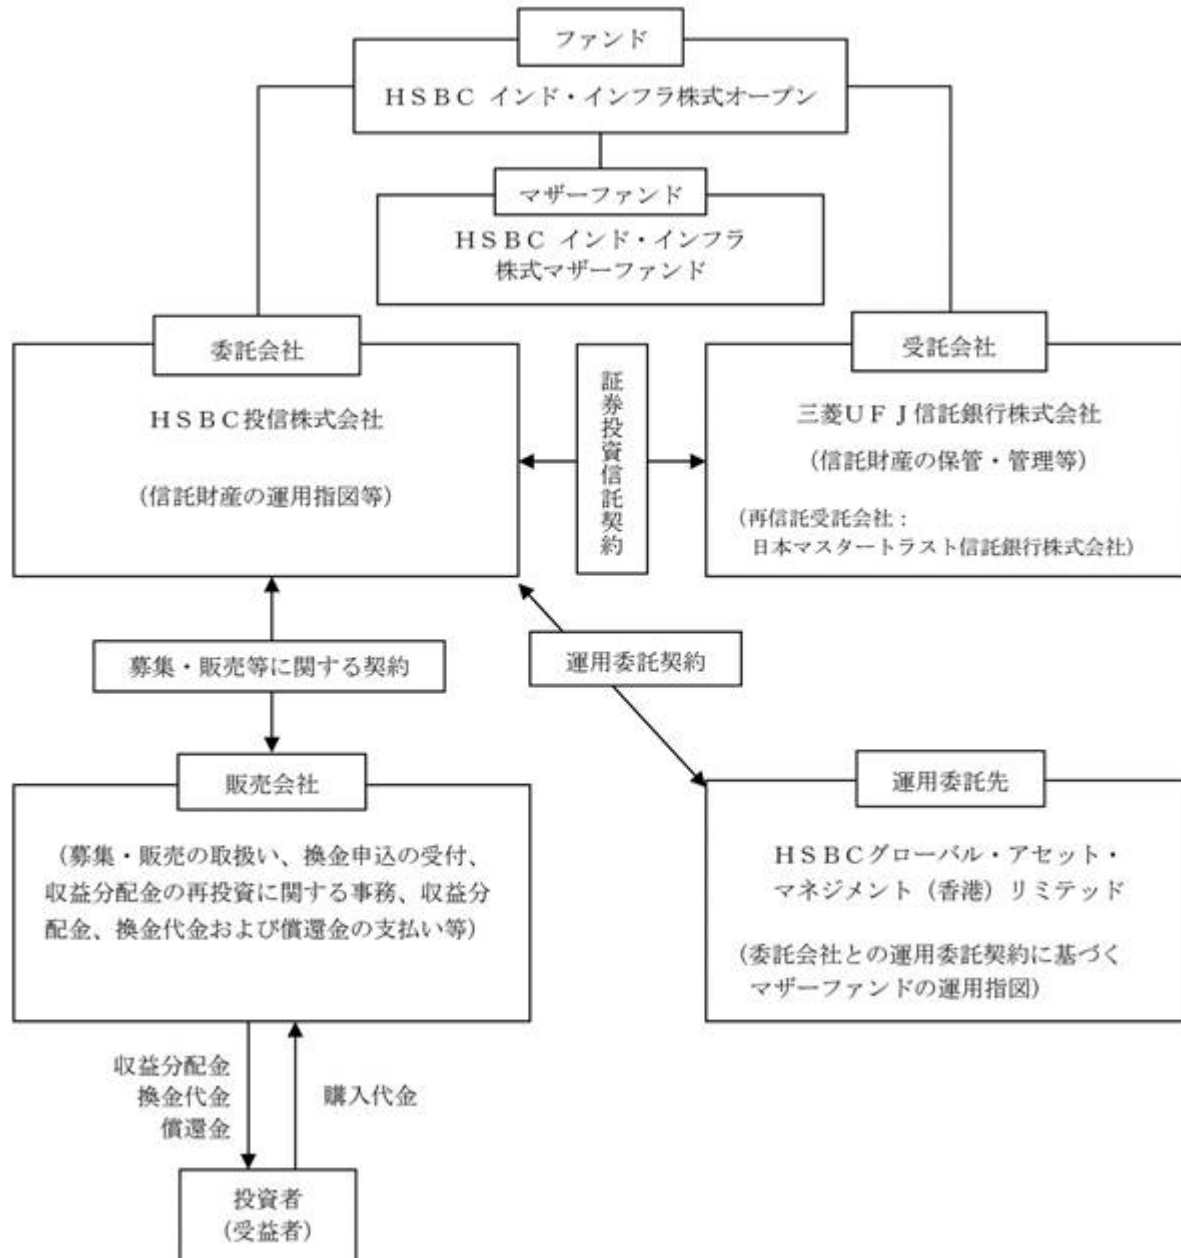 ファンド
HSBC インド・インフラ株式オープン
マザーファンド
HSBC インド・インフラ
株式マザーファンド
委託会社
HSBC投信株式会社
(信託財産の運用指図等)
証券投資信託契約
受託会社
三菱UFJ信託銀行株式会社
(信託財産の保管・管理等)
(再信託受託会社:
日本マスタートラスト信託銀行株式会社)
募集・販売等に関する契約
運用委託契約
販売会社
(募集・販売の取扱い、換金申込の受付、
収益分配金の再投資に関する事務、収益分
配金、換金代金および償還金の支払い等)
運用委託先
HSBCグローバル・アセット・
マネジメント(香港)リミテッド
(委託会社との運用委託契約に基づく
マザーファンドの運用指図)
収益分配金
換金代金
償還金
購入代金
投資者
(受益者)